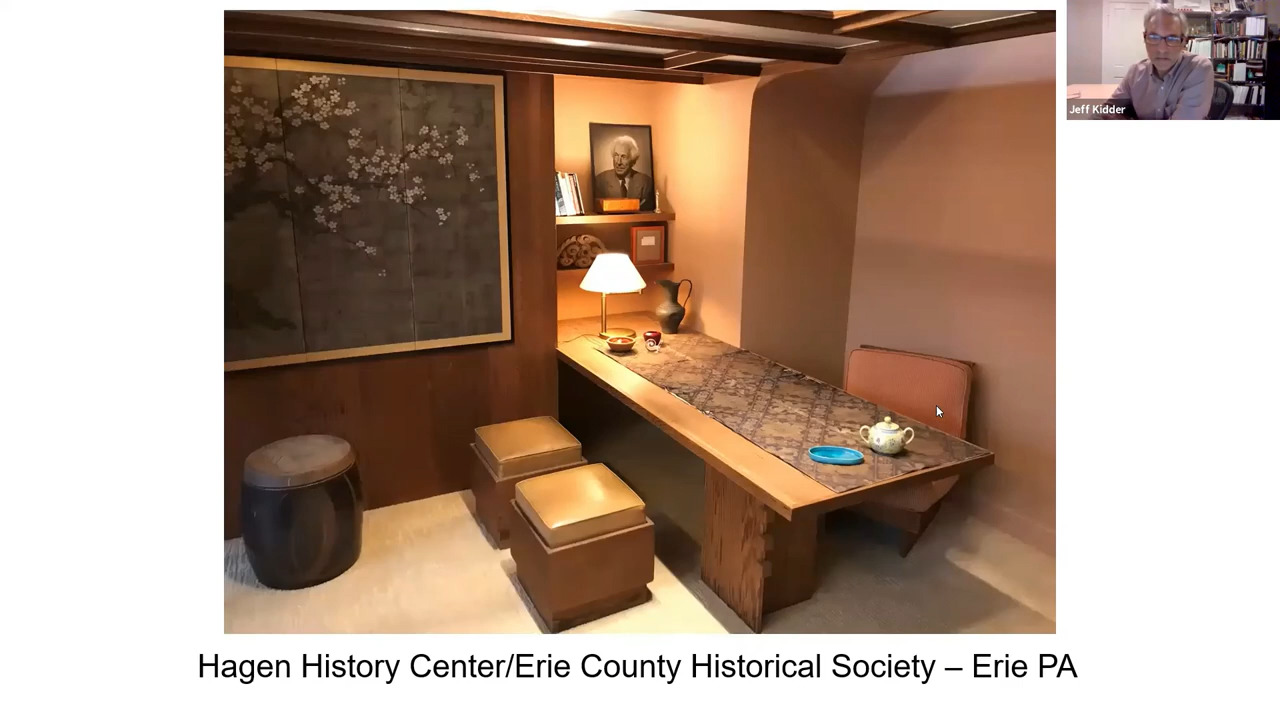 Jeff Kidder
Hagen History Center/Erie County Historical Society – Erie PA